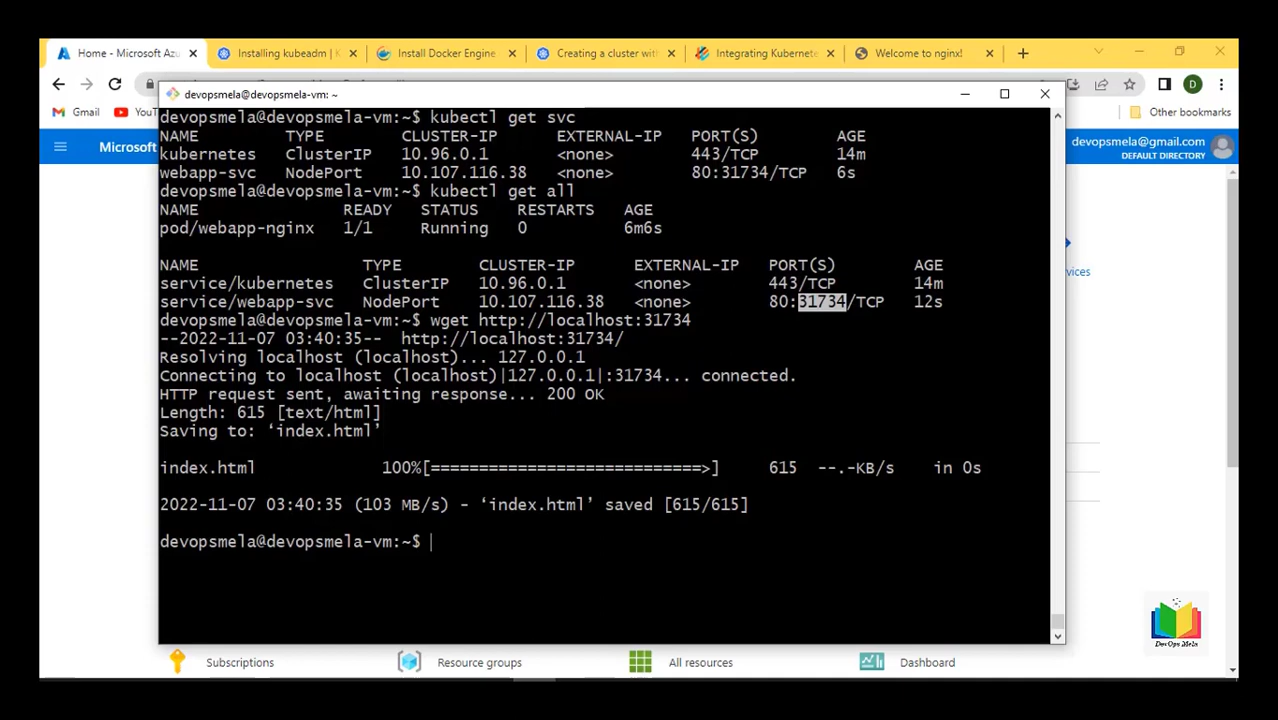 Home - Microsoft Azu
Installing kubeadm | K
Install Docker Engine
Creating a cluster with
Integrating Kubernete
Welcome to nginx!
D
Gmail
YouT
Other bookmarks
devopsmela@devopsmela-vm: ~
Microsoft
devopsmela@gmail.com
DEFAULT DIRECTORY
devopsmela@devopsmela-vm:~$ kubectl get svc
NAME TYPE CLUSTER-IP EXTERNAL-IP PORT(S) AGE
kubernetes ClusterIP 10.96.0.1 <none> 443/TCP 14m
webapp-svc NodePort 10.107.116.38 <none> 80:31734/TCP 6s
devopsmela@devopsmela-vm:~$ kubectl get all
NAME READY STATUS RESTARTS AGE
pod/webapp-nginx 1/1 Running 0 6m6s
NAME TYPE CLUSTER-IP EXTERNAL-IP PORT(S) AGE
service/kubernetes ClusterIP 10.96.0.1 <none> 443/TCP 14m
service/webapp-svc NodePort 10.107.116.38 <none> 80:31734/TCP 12s
devopsmela@devopsmela-vm:~$ wget http://localhost:31734
--2022-11-07 03:40:35-- http://localhost:31734/
Resolving localhost (localhost)... 127.0.0.1
Connecting to localhost (localhost)|127.0.0.1|:31734... connected.
HTTP request sent, awaiting response... 200 OK
Length: 615 [text/html]
Saving to: ‘index.html’
index.html 100%[============================>] 615 --.-KB/s in 0s
2022-11-07 03:40:35 (103 MB/s) - ‘index.html’ saved [615/615]
devopsmela@devopsmela-vm:~$
vices
DevOps Mela
Subscriptions
Resource groups
All resources
Dashboard